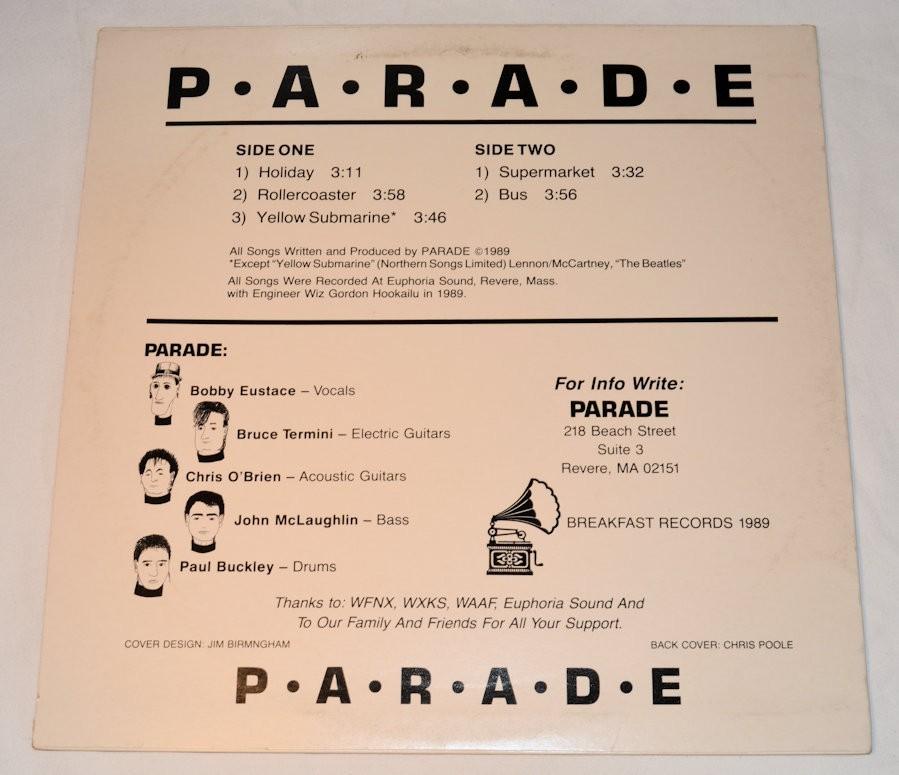 P•A•R•A•D•E
SIDE ONE
1) Holiday 3:11
2) Rollercoaster 3:58
3) Yellow Submarine* 3:46
SIDE TWO
1) Supermarket 3:32
2) Bus 3:56
All Songs Written and Produced by PARADE ©1989
*Except "Yellow Submarine" (Northern Songs Limited) Lennon/McCartney, "The Beatles"
All Songs Were Recorded At Euphoria Sound, Revere, Mass.
with Engineer Wiz Gordon Hookailu in 1989.
PARADE:
Bobby Eustace – Vocals
Bruce Termini – Electric Guitars
Chris O'Brien – Acoustic Guitars
John McLaughlin – Bass
Paul Buckley – Drums
For Info Write:
PARADE
218 Beach Street
Suite 3
Revere, MA 02151
BREAKFAST RECORDS 1989
Thanks to: WFNX, WXKS, WAAF, Euphoria Sound And
To Our Family And Friends For All Your Support.
COVER DESIGN: JIM BIRMNGHAM
BACK COVER: CHRIS POOLE
P•A•R•A•D•E